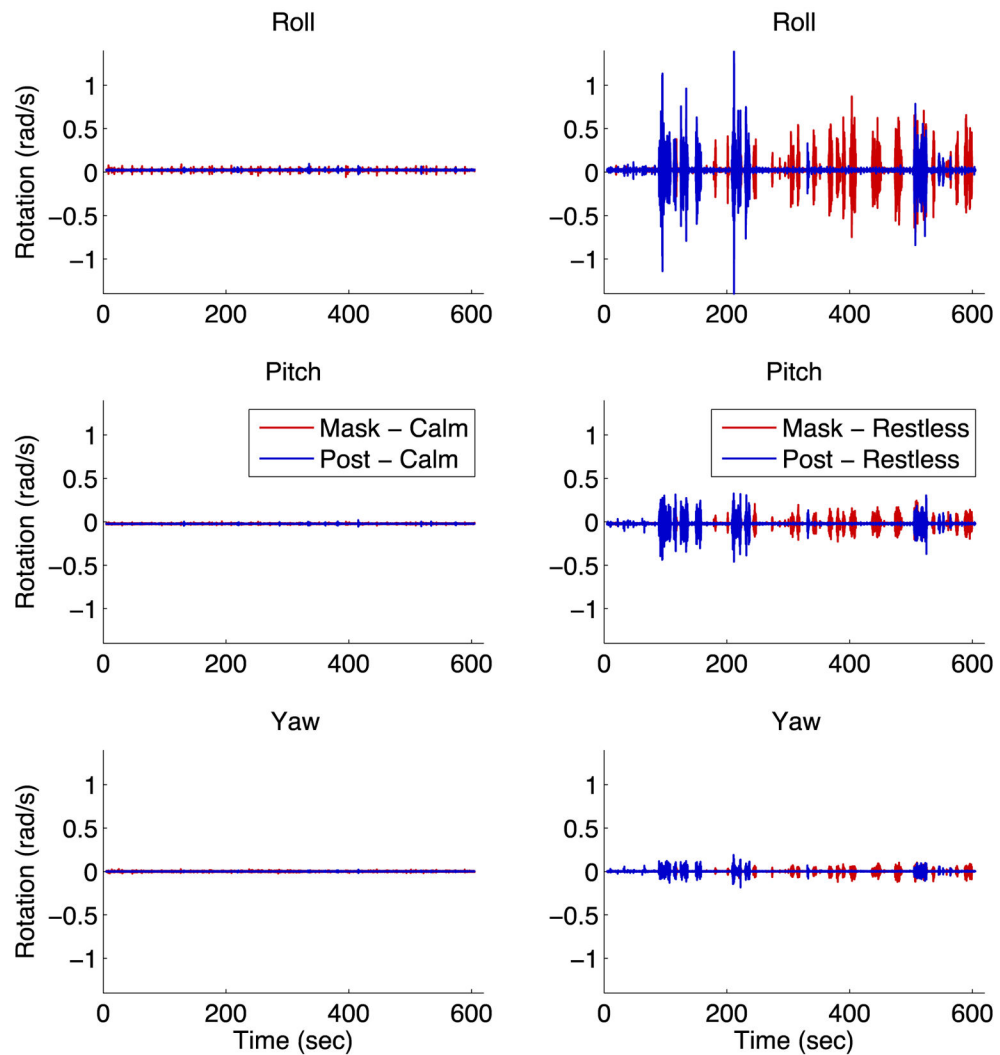 Roll
Rotation (rad/s)
1
0.5
0
−0.5
−1
0 200 400 600
Roll
1
0.5
0
−0.5
−1
0 200 400 600
Pitch
Rotation (rad/s)
1
0.5
0
−0.5
−1
Mask − Calm
Post − Calm
0 200 400 600
Pitch
1
0.5
0
−0.5
−1
Mask − Restless
Post − Restless
0 200 400 600
Yaw
Rotation (rad/s)
1
0.5
0
−0.5
−1
0 200 400 600
Time (sec)
Yaw
1
0.5
0
−0.5
−1
0 200 400 600
Time (sec)